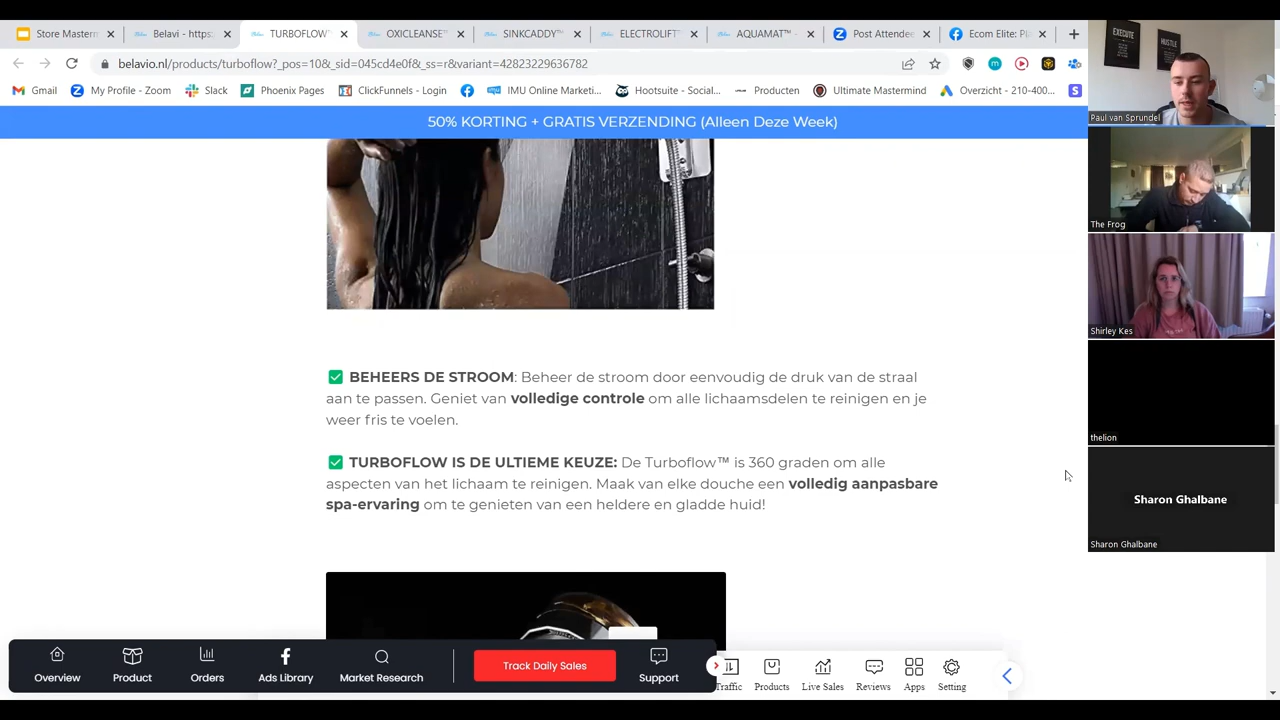 Store Masterm
Belavi - https:
TURBOFLOW™
OXICLEANSE™
SINKCADDY™
ELECTROLIFT™
AQUAMAT™ -
Post Attendee
Ecom Elite: Pl
EXECUTE
HUSTLE
belavio.nl/products/turboflow?_pos=10&_sid=045cd4e0f&_ss=r&variant=42823229636782
Gmail
My Profile - Zoom
Slack
Phoenix Pages
ClickFunnels - Login
IMU Online Marketi...
Hootsuite - Social...
Producten
Ultimate Mastermind
Overzicht - 210-400...
50% KORTING + GRATIS VERZENDING (Alleen Deze Week)
Paul van Sprundel
The Frog
Shirley Kes
thelion
Sharon Ghalbane
Sharon Ghalbane
BEHEERS DE STROOM: Beheer de stroom door eenvoudig de druk van de straal
aan te passen. Geniet van volledige controle om alle lichaamsdelen te reinigen en je
weer fris te voelen.
TURBOFLOW IS DE ULTIEME KEUZE: De Turboflow™ is 360 graden om alle
aspecten van het lichaam te reinigen. Maak van elke douche een volledig aanpasbare
spa-ervaring om te genieten van een heldere en gladde huid!
Overview
Product
Orders
Ads Library
Market Research
Track Daily Sales
Support
Traffic
Products
Live Sales
Reviews
Apps
Setting